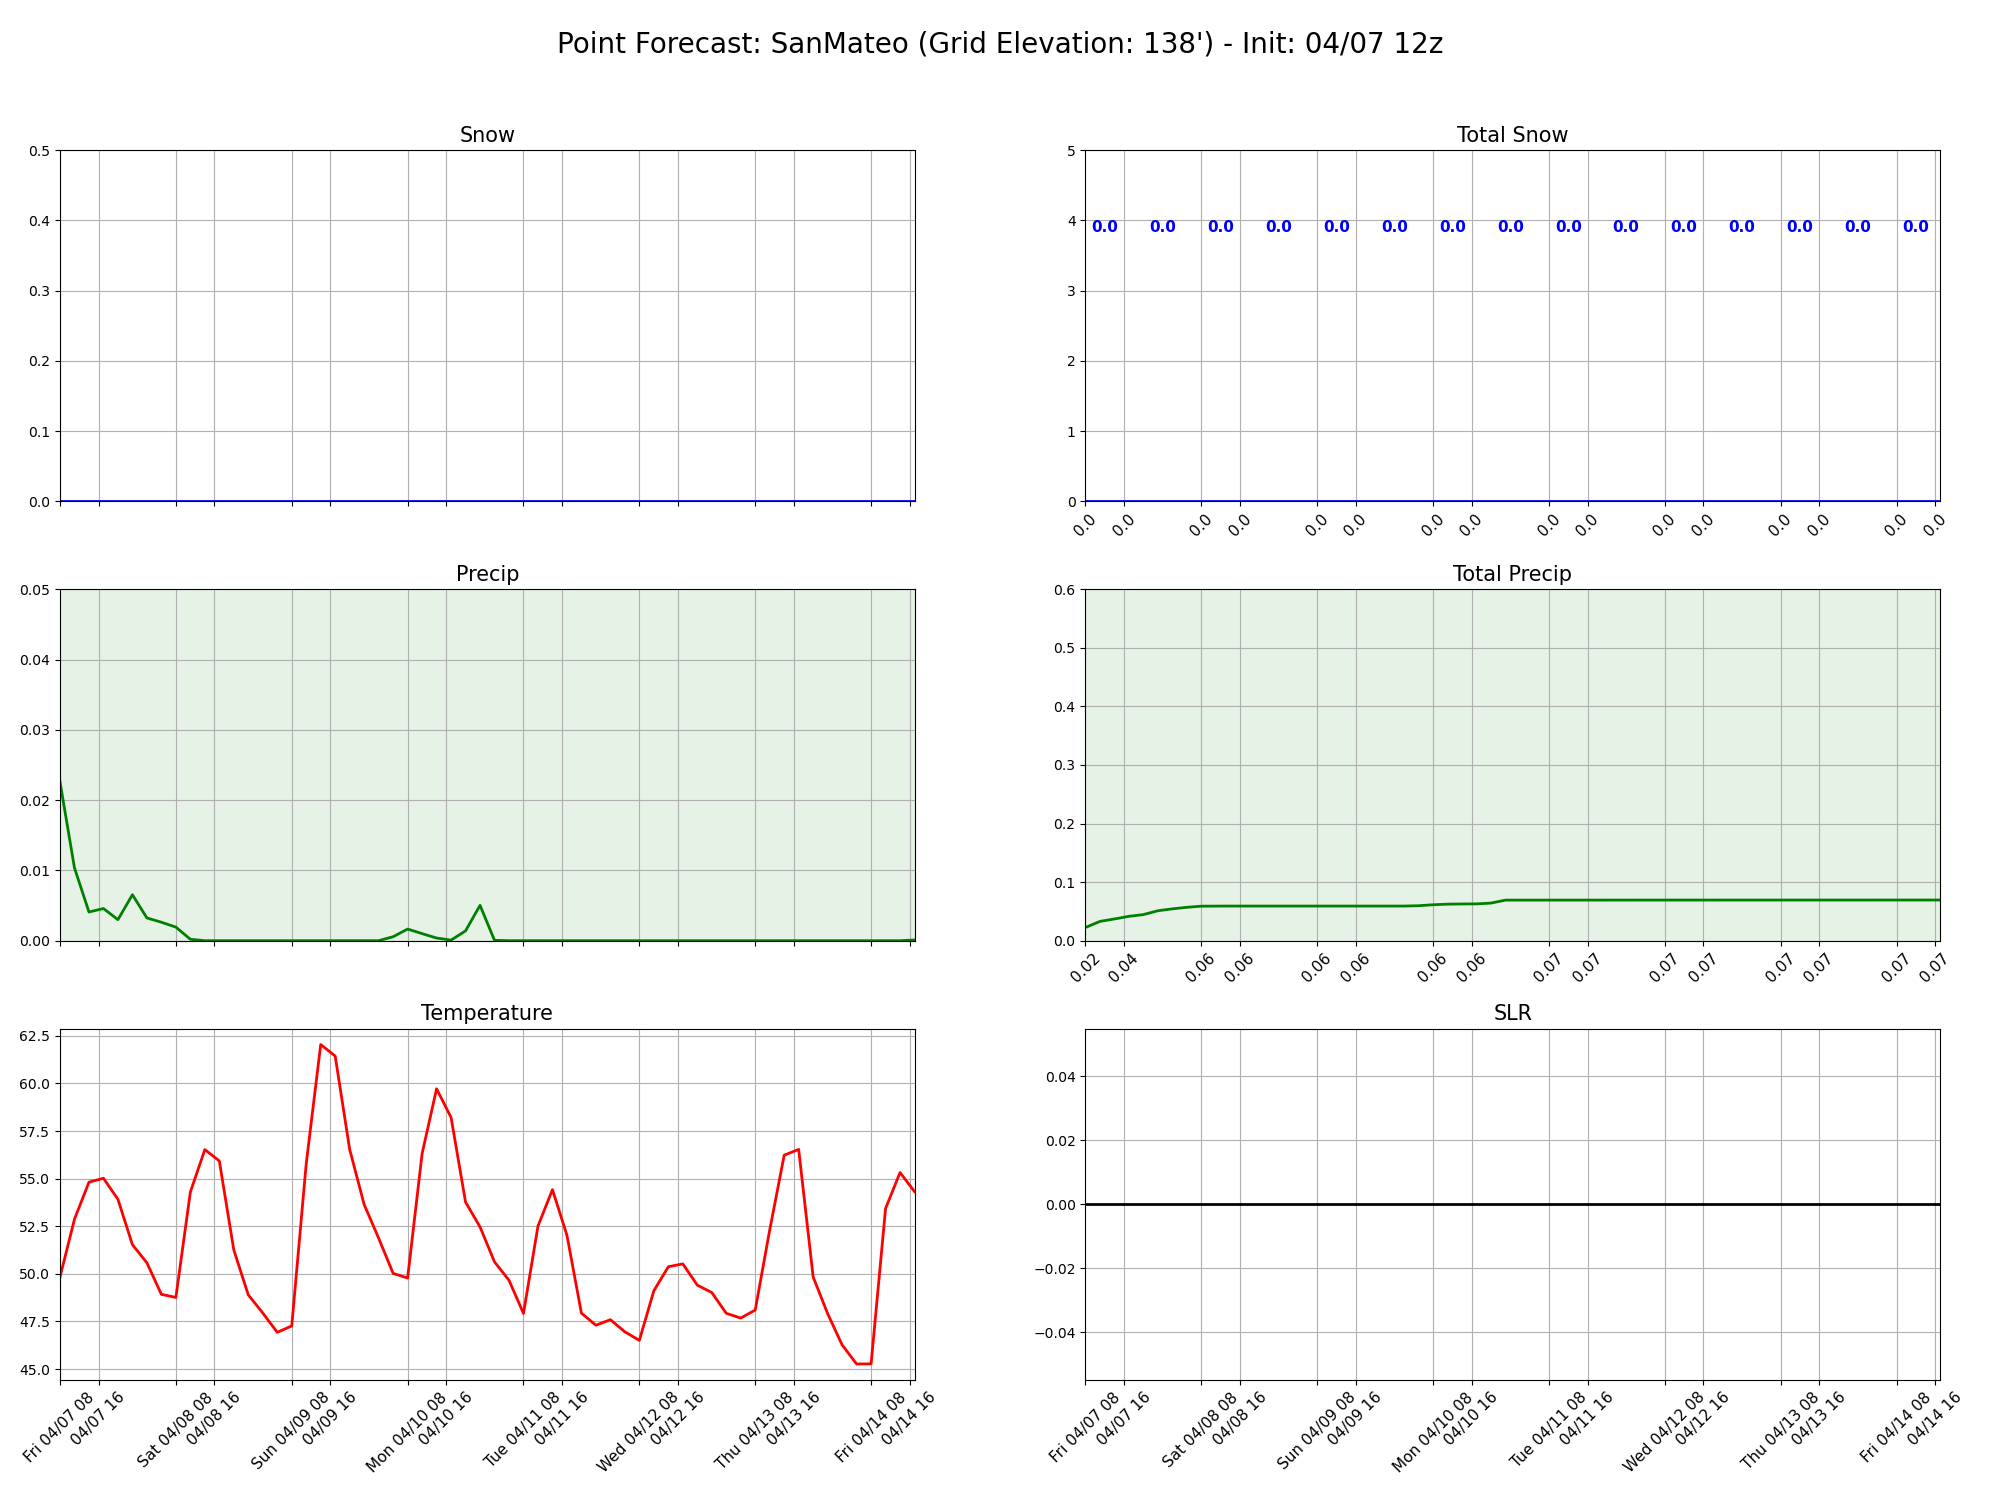 Point Forecast: SanMateo (Grid Elevation: 138') - Init: 04/07 12z
Snow
0.5
0.4
0.3
0.2
0.1
0.0
Total Snow
5
4
3
2
1
0
0.0 0.0 0.0 0.0 0.0 0.0 0.0 0.0 0.0 0.0 0.0 0.0 0.0 0.0 0.0
0.0 0.0 0.0 0.0 0.0 0.0 0.0 0.0 0.0 0.0 0.0 0.0 0.0 0.0 0.0 0.0
Precip
0.05
0.04
0.03
0.02
0.01
0.00
Total Precip
0.6
0.5
0.4
0.3
0.2
0.1
0.0
0.02 0.04 0.06 0.06 0.06 0.06 0.06 0.06 0.07 0.07 0.07 0.07 0.07 0.07 0.07 0.07
Temperature
62.5
60.0
57.5
55.0
52.5
50.0
47.5
45.0
Fri 04/07 08
04/07 16
Sat 04/08 08
04/08 16
Sun 04/09 08
04/09 16
Mon 04/10 08
04/10 16
Tue 04/11 08
04/11 16
Wed 04/12 08
04/12 16
Thu 04/13 08
04/13 16
Fri 04/14 08
04/14 16
SLR
0.04
0.02
0.00
−0.02
−0.04
Fri 04/07 08
04/07 16
Sat 04/08 08
04/08 16
Sun 04/09 08
04/09 16
Mon 04/10 08
04/10 16
Tue 04/11 08
04/11 16
Wed 04/12 08
04/12 16
Thu 04/13 08
04/13 16
Fri 04/14 08
04/14 16